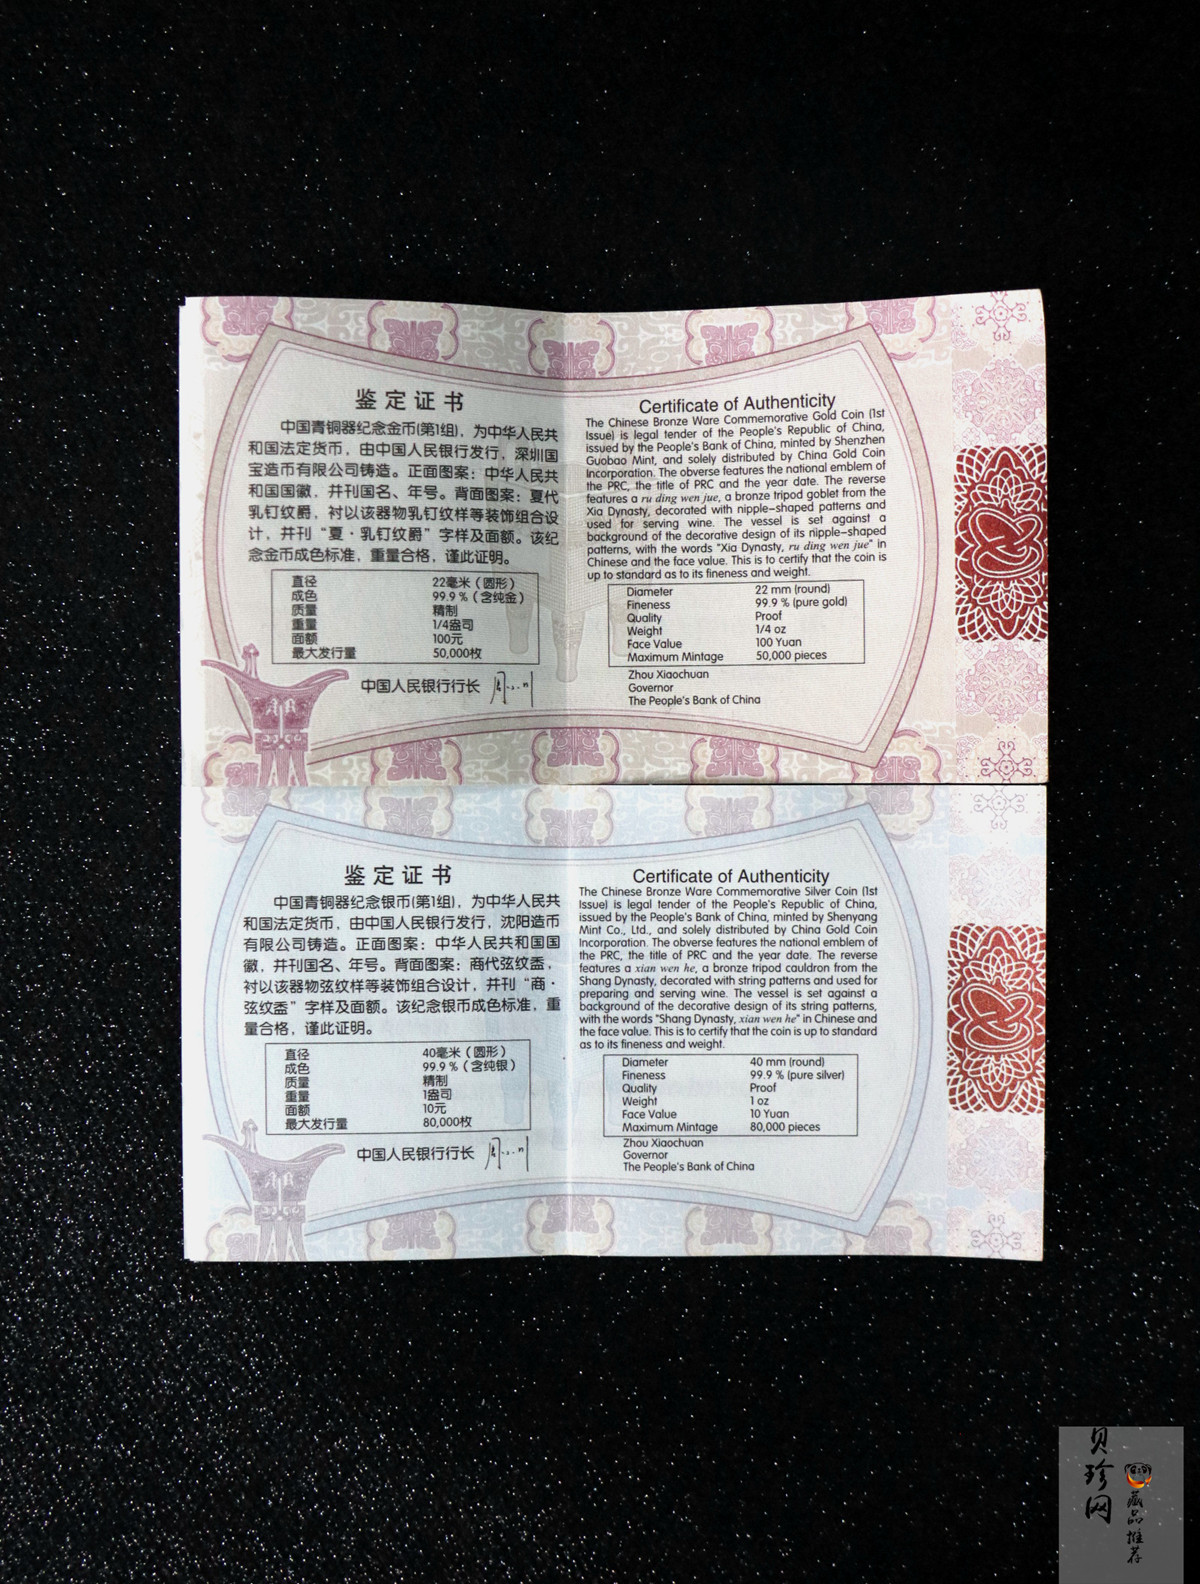 鉴定证书
中国青铜器纪念金币(第1组)，为中华人民共
和国法定货币，由中国人民银行发行，深圳国
宝造币有限公司铸造。正面图案：中华人民共
和国国徽，并刊国名、年号。背面图案：夏代
乳钉纹爵，衬以该器物乳钉纹样等装饰组合设
计，并刊“夏·乳钉纹爵”字样及面额。该纪
念金币成色标准，重量合格，谨此证明。
直径 22毫米（圆形）
成色 99.9％（含纯金）
质量 精制
重量 1/4盎司
面额 100元
最大发行量 50,000枚
中国人民银行行长
Certificate of Authenticity
The Chinese Bronze Ware Commemorative Gold Coin (1st
Issue) is legal tender of the People's Republic of China,
issued by the People's Bank of China, minted by Shenzhen
Guobao Mint, and solely distributed by China Gold Coin
Incorporation. The obverse features the national emblem of
the PRC, the title of PRC and the year date. The reverse
features a ru ding wen jue, a bronze tripod goblet from the
Xia Dynasty, decorated with nipple-shaped patterns and
used for serving wine. The vessel is set against a
background of the decorative design of its nipple-shaped
patterns, with the words "Xia Dynasty, ru ding wen jue" in
Chinese and the face value. This is to certify that the coin is
up to standard as to its fineness and weight.
Diameter 22 mm (round)
Fineness 99.9 % (pure gold)
Quality Proof
Weight 1/4 oz
Face Value 100 Yuan
Maximum Mintage 50,000 pieces
Zhou Xiaochuan
Governor
The People's Bank of China
鉴定证书
中国青铜器纪念银币(第1组)，为中华人民共
和国法定货币，由中国人民银行发行，沈阳造币
有限公司铸造。正面图案：中华人民共和国国
徽，并刊国名、年号。背面图案：商代弦纹盉，
衬以该器物弦纹样等装饰组合设计，并刊“商·
弦纹盉”字样及面额。该纪念银币成色标准，重
量合格，谨此证明。
直径 40毫米（圆形）
成色 99.9％（含纯银）
质量 精制
重量 1盎司
面额 10元
最大发行量 80,000枚
中国人民银行行长
Certificate of Authenticity
The Chinese Bronze Ware Commemorative Silver Coin (1st
Issue) is legal tender of the People's Republic of China,
issued by the People's Bank of China, minted by Shenyang
Mint Co., Ltd., and solely distributed by China Gold Coin
Incorporation. The obverse features the national emblem of
the PRC, the title of PRC and the year date. The reverse
features a xian wen he, a bronze tripod cauldron from the
Shang Dynasty, decorated with string patterns and used for
preparing and serving wine. The vessel is set against a
background of the decorative design of its string patterns,
with the words "Shang Dynasty, xian wen he" in Chinese and
the face value. This is to certify that the coin is up to standard
as to its fineness and weight.
Diameter 40 mm (round)
Fineness 99.9 % (pure silver)
Quality Proof
Weight 1 oz
Face Value 10 Yuan
Maximum Mintage 80,000 pieces
Zhou Xiaochuan
Governor
The People's Bank of China
贝珍网
藏品推荐